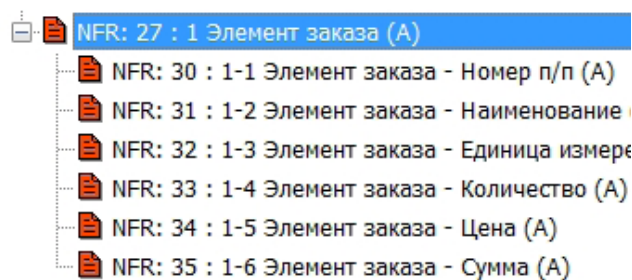 NFR: 27 : 1 Элемент заказа (A)
NFR: 30 : 1-1 Элемент заказа - Номер п/п (A)
NFR: 31 : 1-2 Элемент заказа - Наименование
NFR: 32 : 1-3 Элемент заказа - Единица
NFR: 33 : 1-4 Элемент заказа - Количество (A)
NFR: 34 : 1-5 Элемент заказа - Цена (A)
NFR: 35 : 1-6 Элемент заказа - Сумма (A)